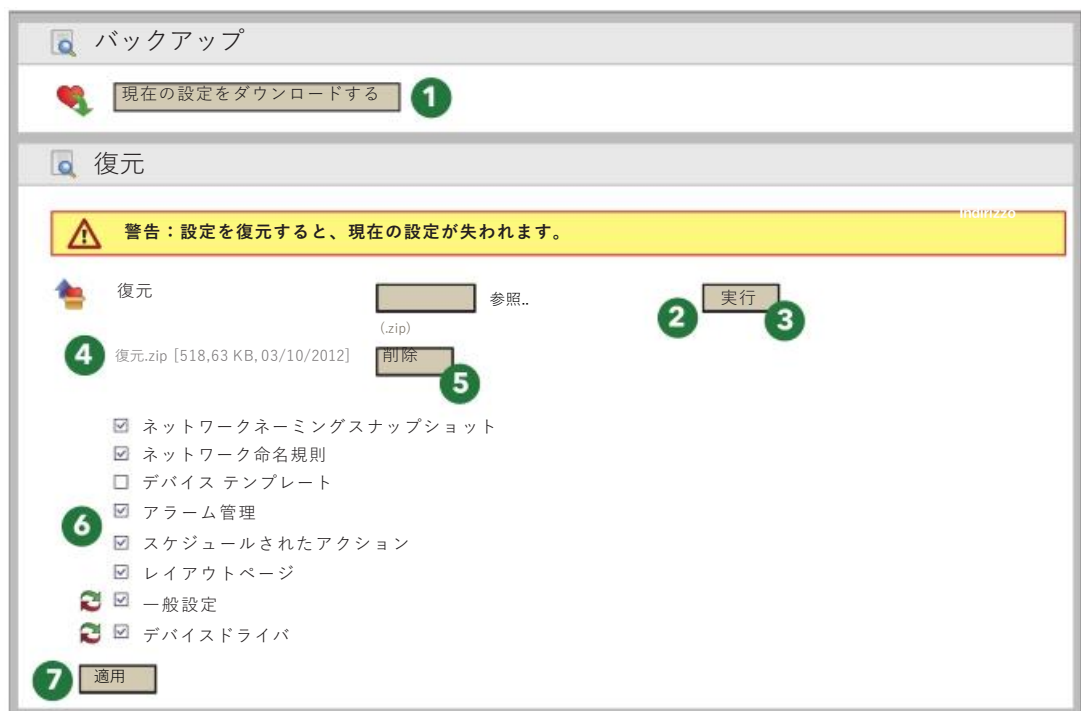 バックアップ
現在の設定をダウンロードする 1
復元
Indirizzo
警告：設定を復元すると、現在の設定が失われます。
復元 参照.. 2 実行 3
(.zip)
4 復元.zip [518,63 KB, 03/10/2012] 削除 5
ネットワークネーミングスナップショット
ネットワーク命名規則
デバイス テンプレート
6 アラーム管理
スケジュールされたアクション
レイアウトページ
一般設定
デバイスドライバ
7 適用